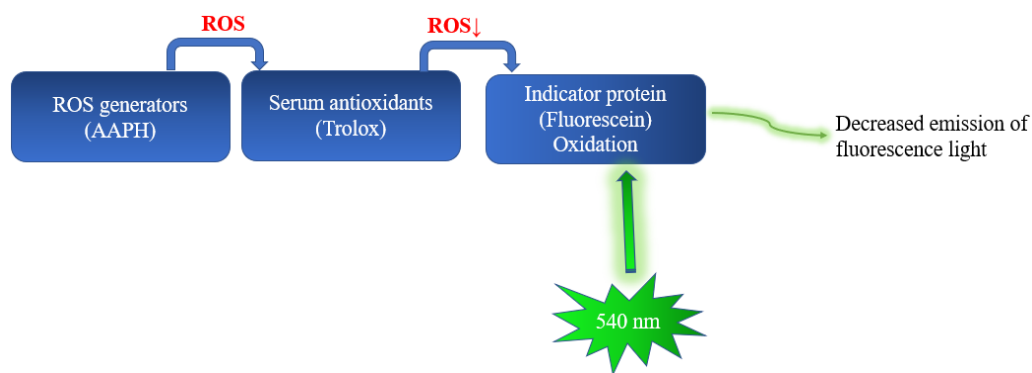 ROS
ROS↓
ROS generators
(AAPH)
Serum antioxidants
(Trolox)
Indicator protein
(Fluorescein)
Oxidation
Decreased emission of
fluorescence light
540 nm